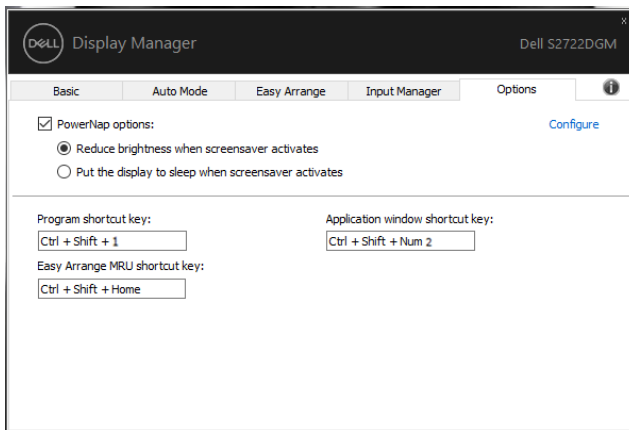 x
DELL Display Manager Dell S2722DGM
Basic Auto Mode Easy Arrange Input Manager Options i
PowerNap options: Configure
Reduce brightness when screensaver activates
Put the display to sleep when screensaver activates
Program shortcut key: Application window shortcut key:
Ctrl + Shift + 1 Ctrl + Shift + Num 2
Easy Arrange MRU shortcut key:
Ctrl + Shift + Home